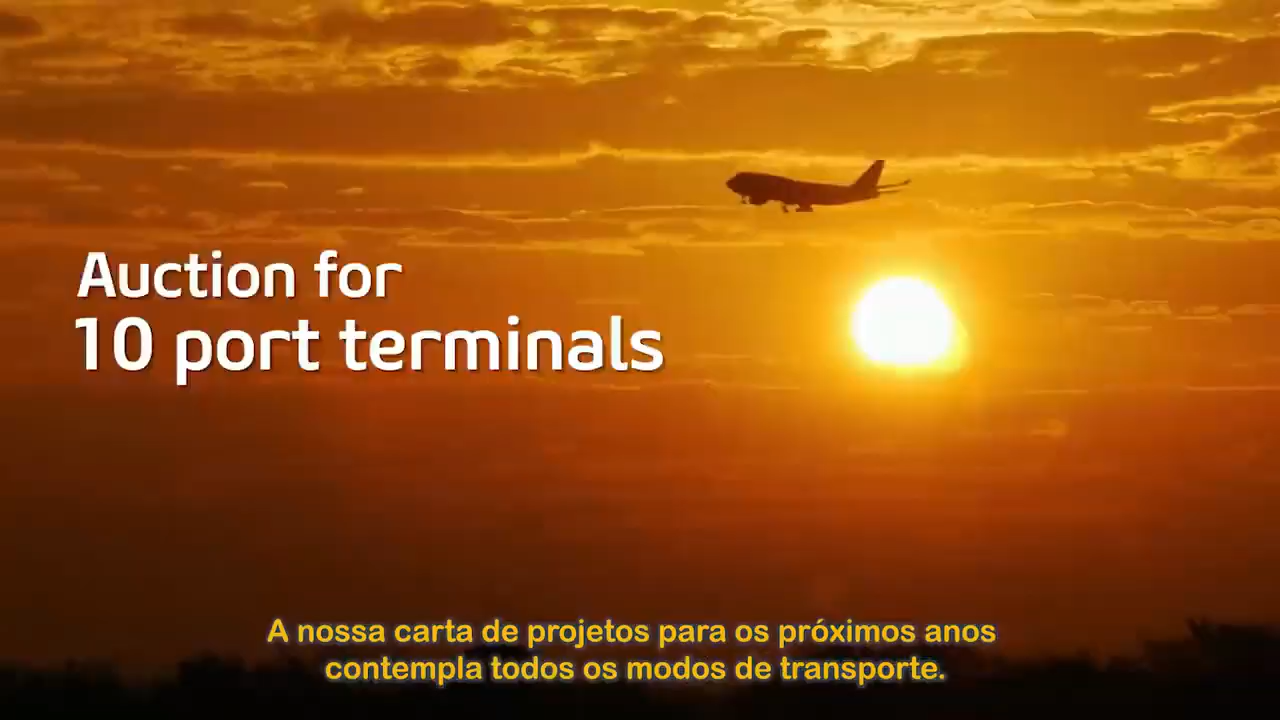 Auction for
10 port terminals
A nossa carta de projetos para os próximos anos
contempla todos os modos de transporte.